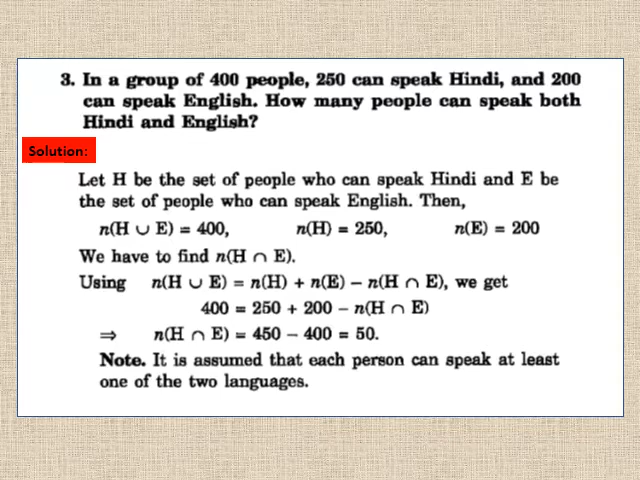 3. In a group of 400 people, 250 can speak Hindi, and 200
can speak English. How many people can speak both
Hindi and English?
Solution:
Let H be the set of people who can speak Hindi and E be
the set of people who can speak English. Then,
n(H ∪ E) = 400, n(H) = 250, n(E) = 200
We have to find n(H ∩ E).
Using n(H ∪ E) = n(H) + n(E) − n(H ∩ E), we get
400 = 250 + 200 − n(H ∩ E)
⇒ n(H ∩ E) = 450 − 400 = 50.
Note. It is assumed that each person can speak at least
one of the two languages.